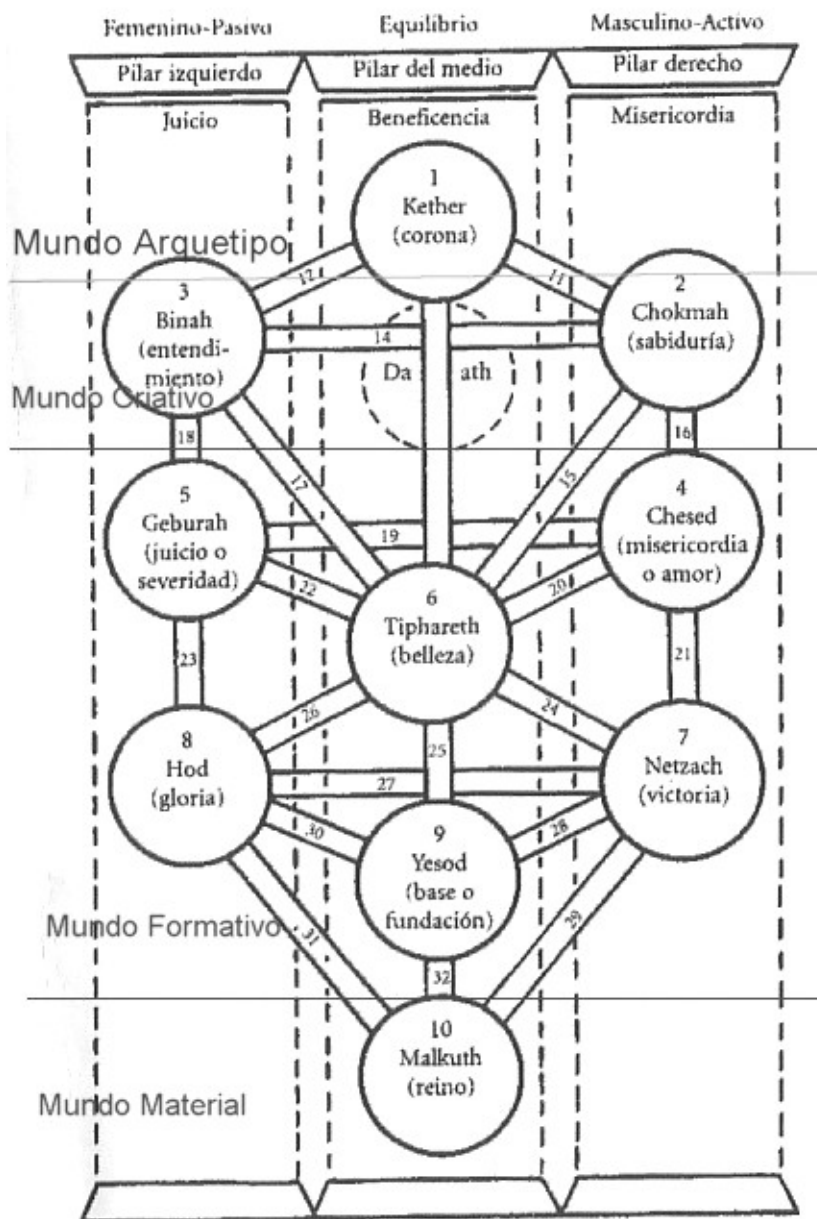 Femenino-Pasivo
Equilíbrio
Masculino-Activo
Pilar izquierdo
Pilar del medio
Pilar derecho
Juicio
Beneficencia
Misericordia
1
Kether
(corona)
Mundo Arquetipo
12
11
3
Binah
(entendi-
miento)
2
Chokmah
(sabiduría)
14
Da
ath
Mundo Criativo
18
17
15
16
5
Geburah
(juicio o
severidad)
4
Chesed
(misericordia
o amor)
19
22
20
6
Tiphareth
(belleza)
23
21
26
24
25
8
Hod
(gloria)
7
Netzach
(victoria)
27
30
28
9
Yesod
(base o
fundación)
Mundo Formativo
31
29
32
10
Malkuth
(reino)
Mundo Material